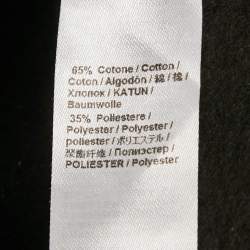 65% Cotone / Cotton /
Coton / Algodón / 綿 / 棉 /
Хлопок / KATUN /
Baumwolle
35% Poliestere /
Polyester / Polyester /
poliester / ポリエステル /
聚酯纤维 / Полиэстер /
POLIESTER / Polyester